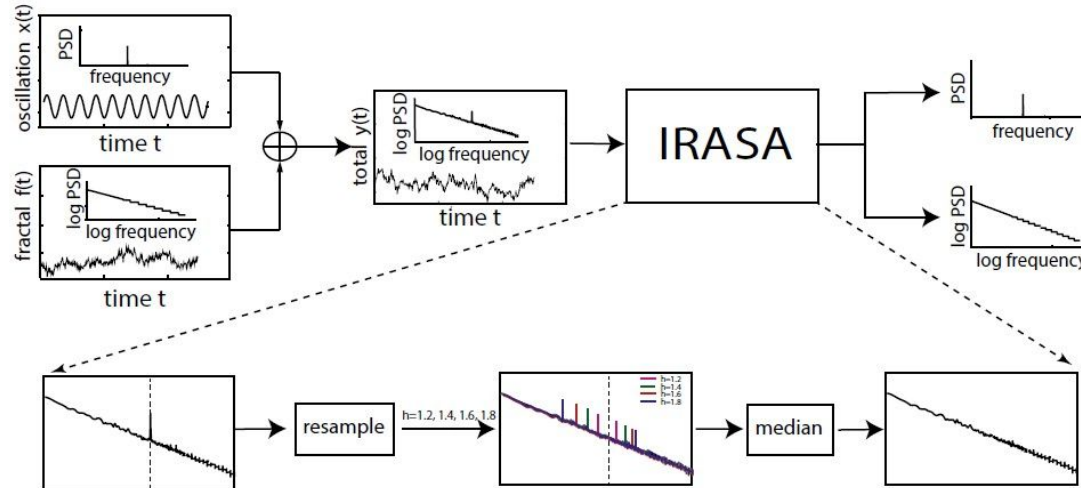 oscillation x(t)
PSD
frequency
time t
fractal f(t)
log PSD
log frequency
time t
total y(t)
log PSD
log frequency
time t
IRASA
PSD
frequency
log PSD
log frequency
resample
h=1.2, 1.4, 1.6, 1.8
h=1.2
h=1.4
h=1.6
h=1.8
median